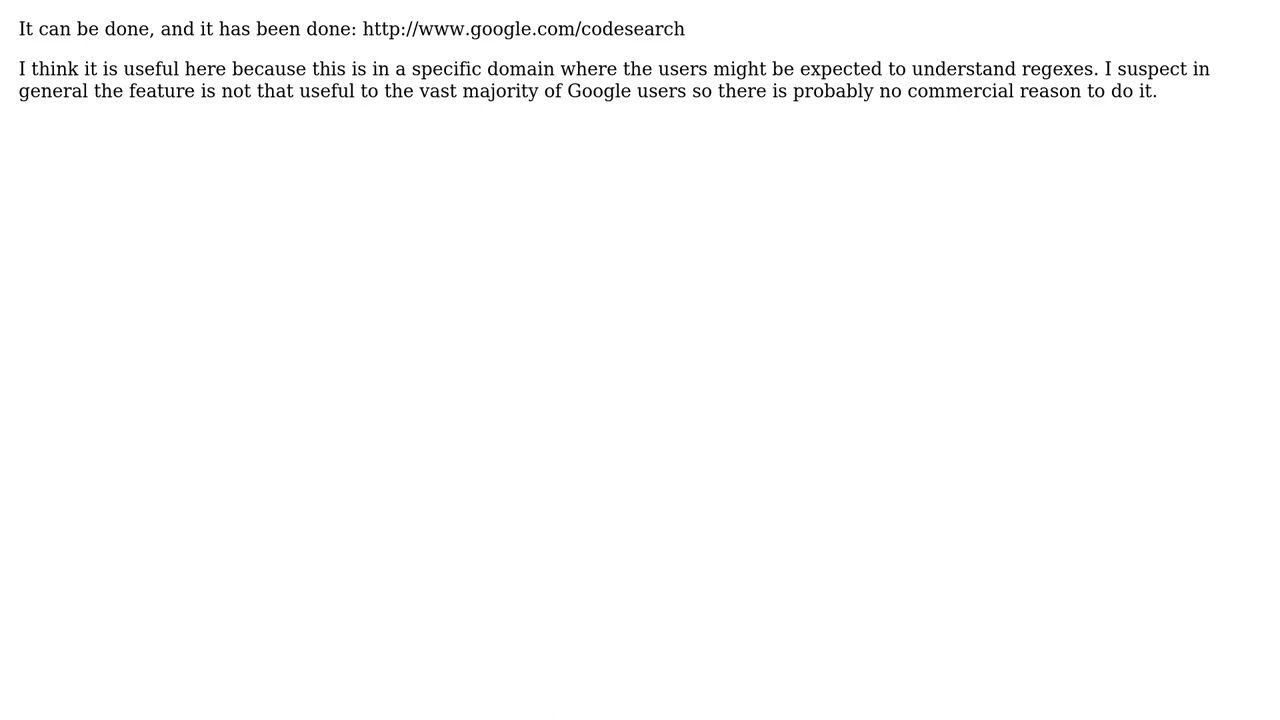 It can be done, and it has been done: http://www.google.com/codesearch
I think it is useful here because this is in a specific domain where the users might be expected to understand regexes. I suspect in
general the feature is not that useful to the vast majority of Google users so there is probably no commercial reason to do it.